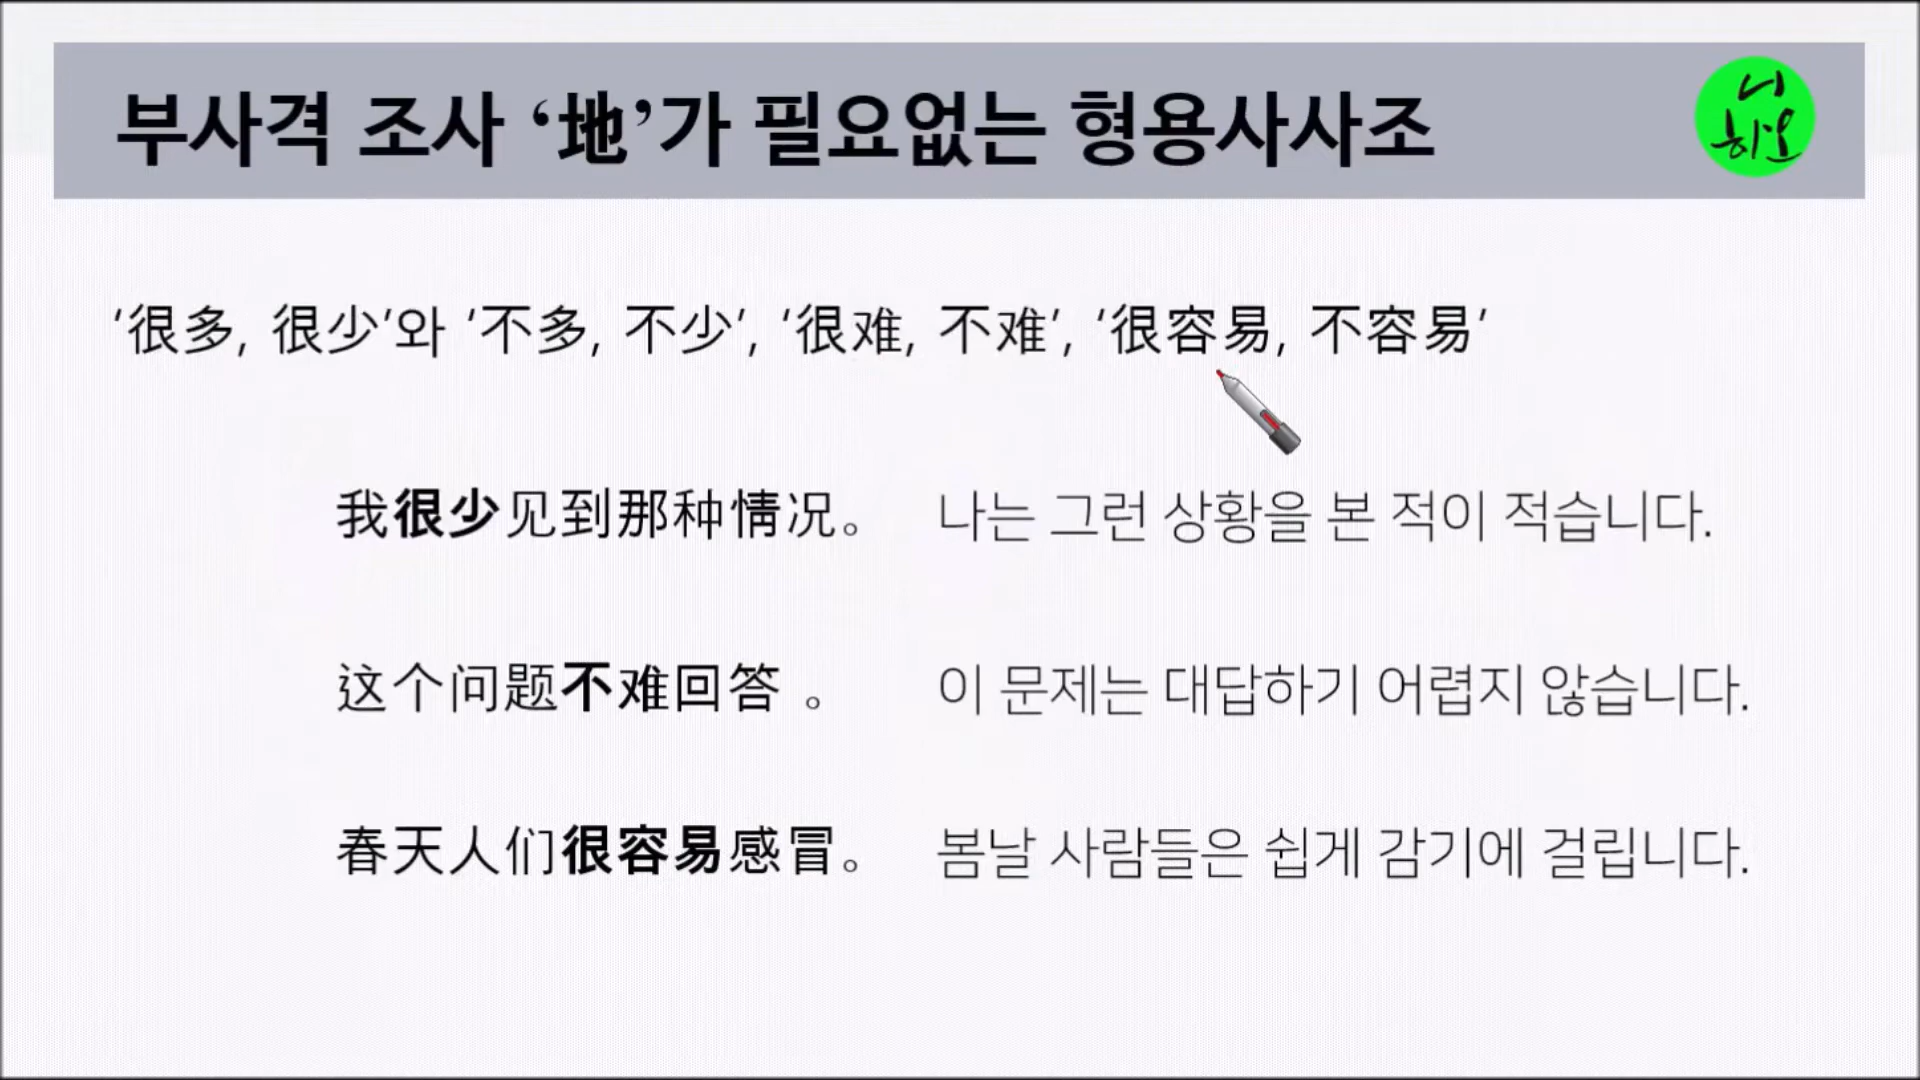 부사격 조사 ‘地’가 필요없는 형용사사조
니
하오
‘很多, 很少’와 ‘不多, 不少’, ‘很难, 不难’, ‘很容易, 不容易’
我很少见到那种情况。 나는 그런 상황을 본 적이 적습니다.
这个问题不难回答 。 이 문제는 대답하기 어렵지 않습니다.
春天人们很容易感冒。 봄날 사람들은 쉽게 감기에 걸립니다.